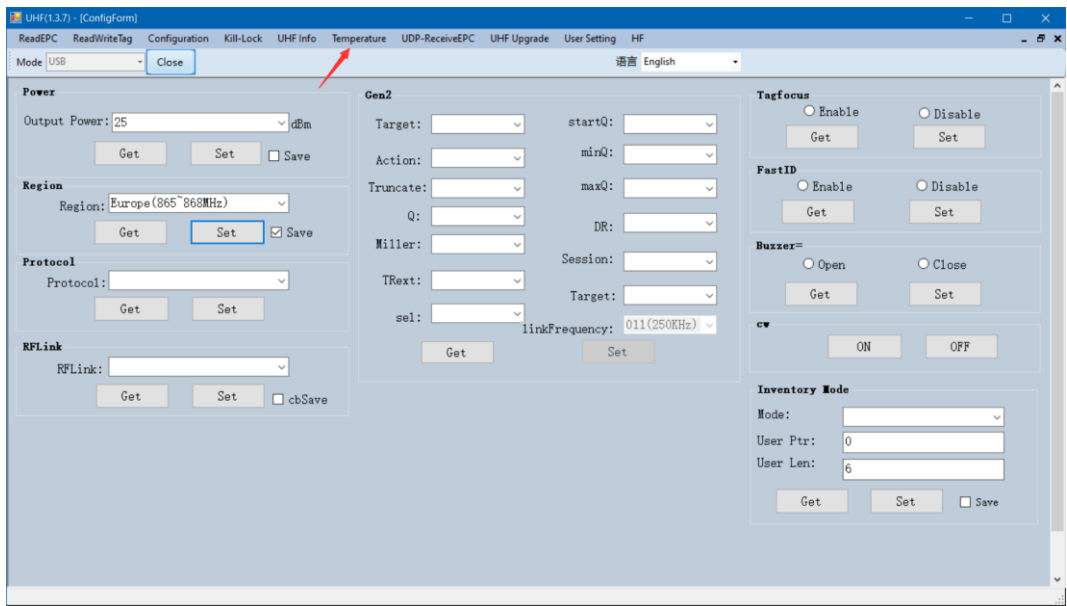 UHF(1.3.7) - [ConfigForm]
ReadEPC ReadWriteTag Configuration Kill-Lock UHF Info Temperature UDP-ReceiveEPC UHF Upgrade User Setting HF
Mode USB Close 语言 English
Power
Output Power: 25 dBm
Get Set Save
Region
Region: Europe(865~868MHz)
Get Set Save
Protocol
Protocol:
Get Set
RFLink
RFLink:
Get Set cbSave
Gen2
Target: startQ:
Action: minQ:
Truncate: maxQ:
Q: DR:
Miller: Session:
TRext: Target:
sel: linkFrequency: 011(250KHz)
Get Set
Tagfocus
Enable Disable
Get Set
FastID
Enable Disable
Get Set
Buzzer=
Open Close
Get Set
cw
ON OFF
Inventory Mode
Mode:
User Ptr: 0
User Len: 6
Get Set Save